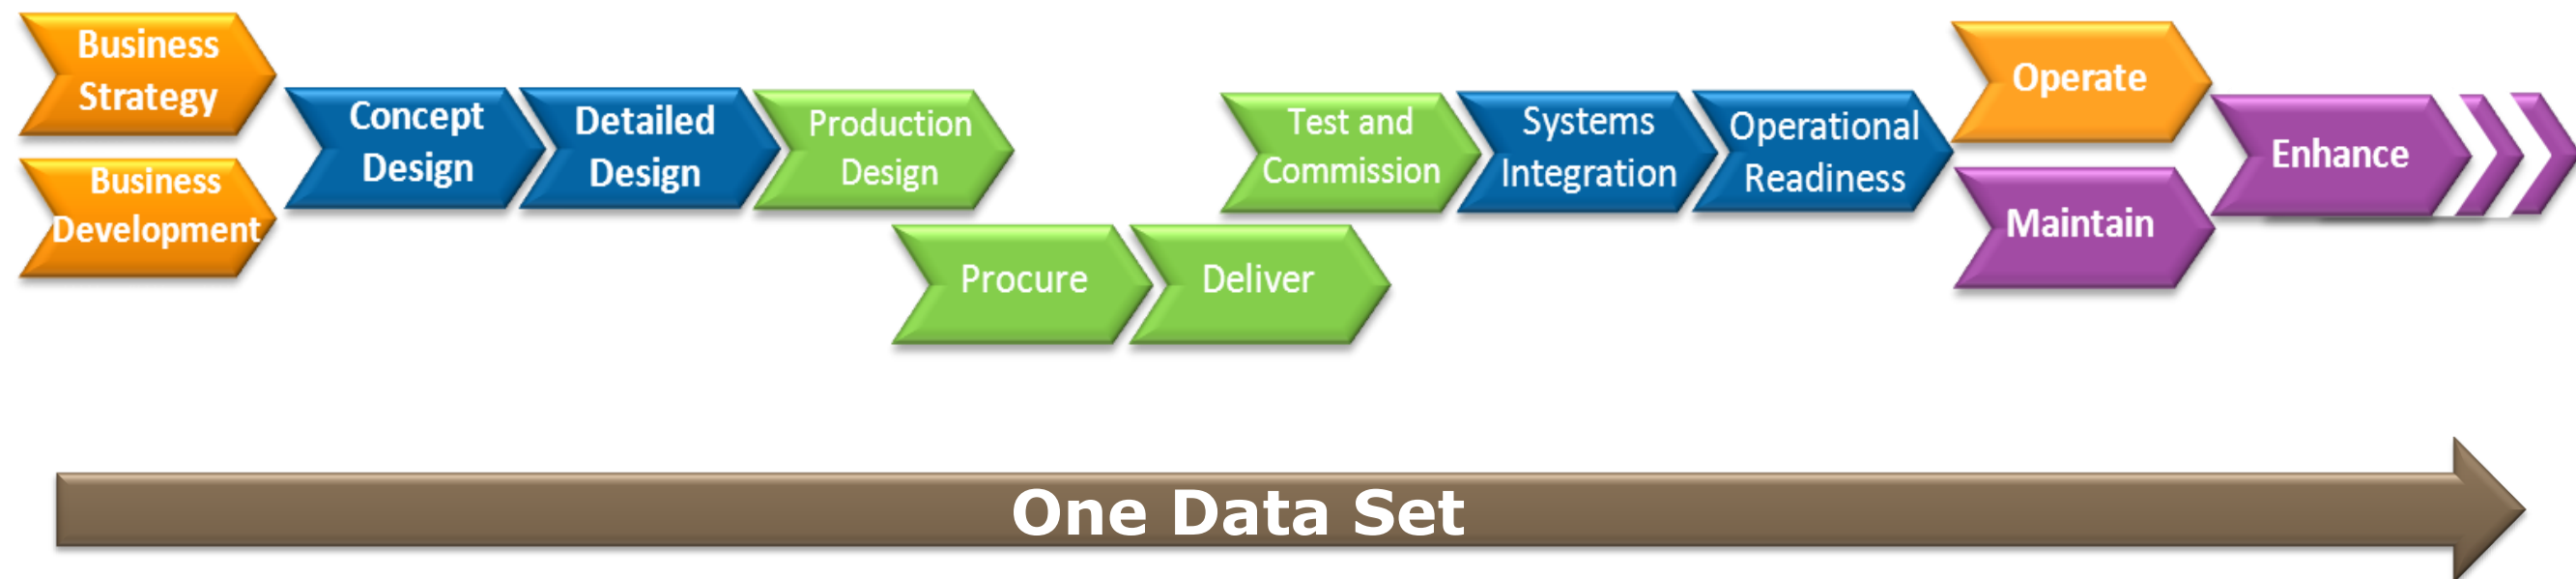 Business
Strategy
Business
Development
Concept
Design
Detailed
Design
Production
Design
Procure
Deliver
Test and
Commission
Systems
Integration
Operational
Readiness
Operate
Maintain
Enhance
One Data Set